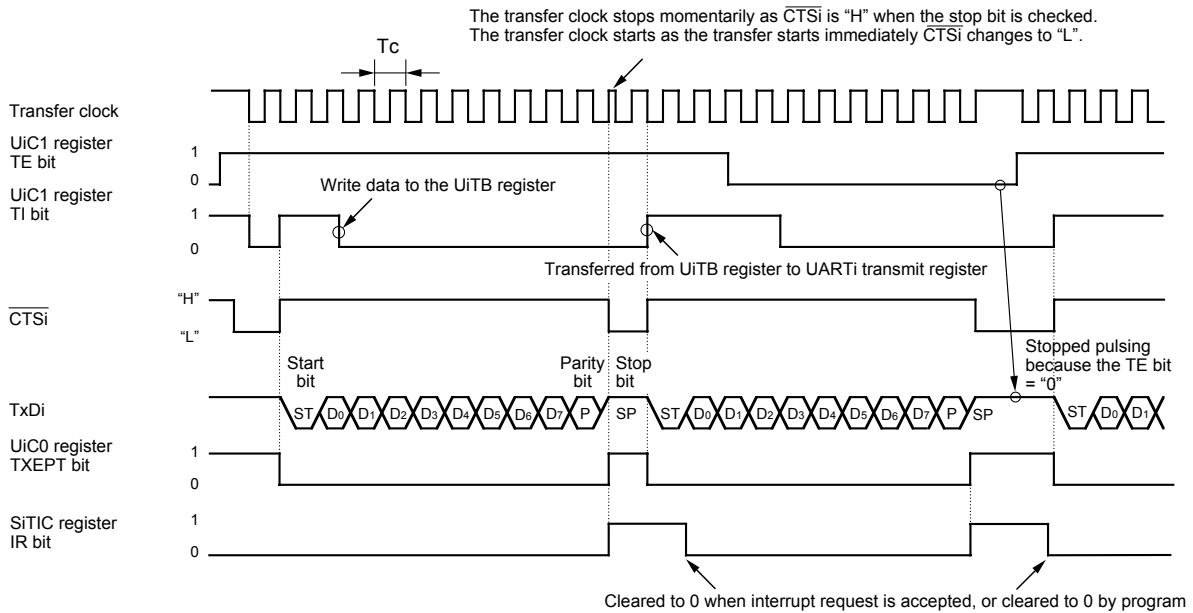 The transfer clock stops momentarily as CTSi is “H” when the stop bit is checked.
The transfer clock starts as the transfer starts immediately CTSi changes to “L”.
Tc
Transfer clock
UiC1 register
TE bit
1
0
Write data to the UiTB register
UiC1 register
TI bit
1
0
Transferred from UiTB register to UARTi transmit register
CTSi
“H”
“L”
Start
bit
Parity
bit
Stop
bit
Stopped pulsing
because the TE bit
= “0”
TxDi
ST D0 D1 D2 D3 D4 D5 D6 D7 P SP ST D0 D1 D2 D3 D4 D5 D6 D7 P SP ST D0 D1
UiC0 register
TXEPT bit
1
0
SiTIC register
IR bit
1
0
Cleared to 0 when interrupt request is accepted, or cleared to 0 by program